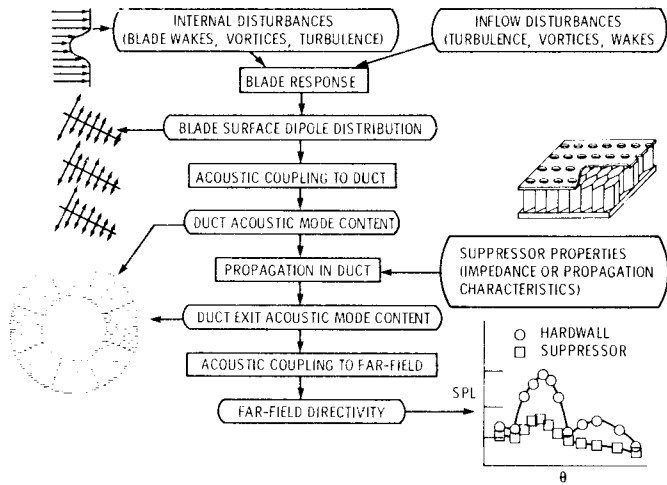 INTERNAL DISTURBANCES
(BLADE WAKES, VORTICES, TURBULENCE)
INFLOW DISTURBANCES
(TURBULENCE, VORTICES, WAKES
BLADE RESPONSE
BLADE SURFACE DIPOLE DISTRIBUTION
ACOUSTIC COUPLING TO DUCT
DUCT ACOUSTIC MODE CONTENT
SUPPRESSOR PROPERTIES
(IMPEDANCE OR PROPAGATION
CHARACTERISTICS)
PROPAGATION IN DUCT
DUCT EXIT ACOUSTIC MODE CONTENT
ACOUSTIC COUPLING TO FAR-FIELD
FAR-FIELD DIRECTIVITY
HARDWALL
SUPPRESSOR
SPL
θ